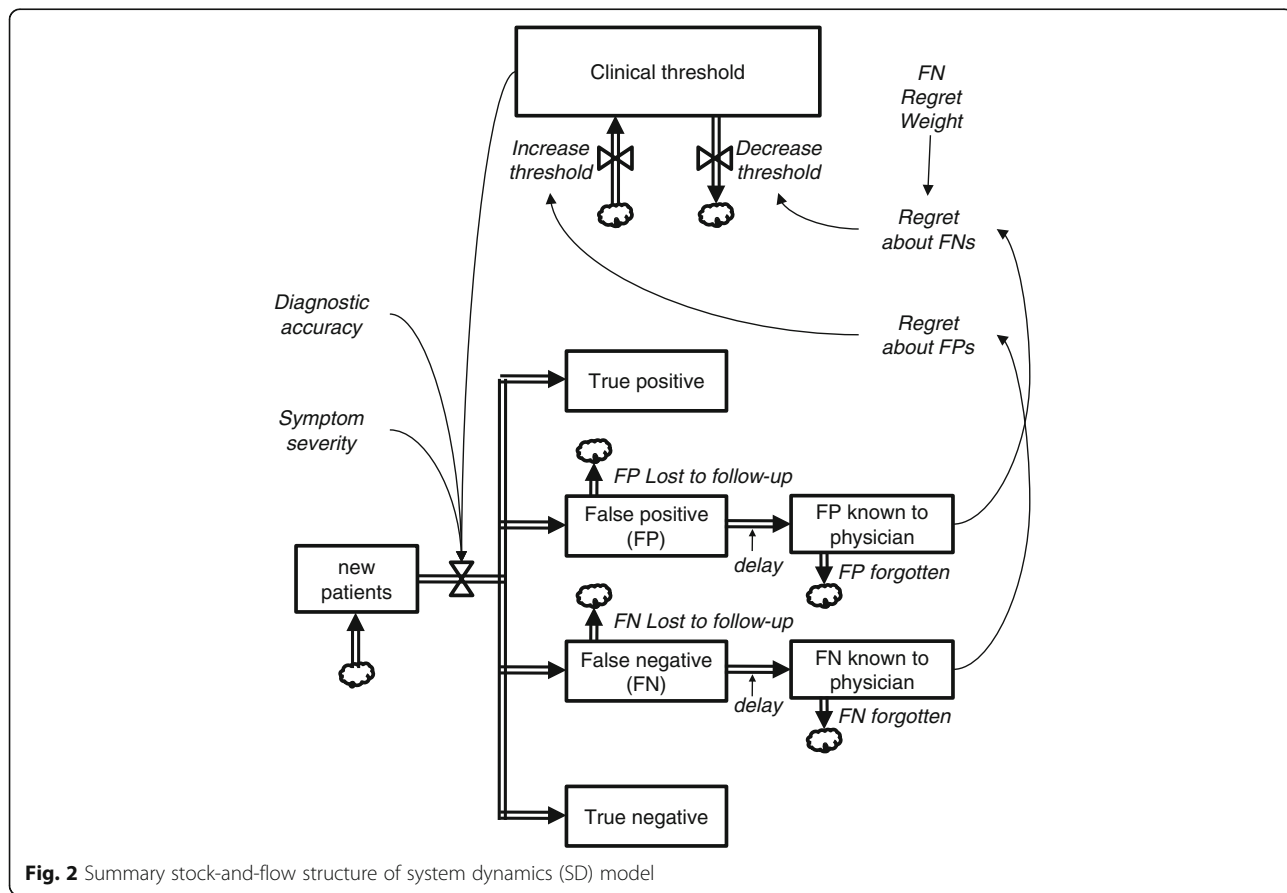 Clinical threshold
FN
Regret
Weight
Increase
threshold
Decrease
threshold
Regret
about FNs
Diagnostic
accuracy
Regret
about FPs
True positive
Symptom
severity
FP Lost to follow-up
False positive
(FP)
FP known to
physician
delay
FP forgotten
new
patients
FN Lost to follow-up
False negative
(FN)
FN known to
physician
delay
FN forgotten
True negative
Fig. 2 Summary stock-and-flow structure of system dynamics (SD) model